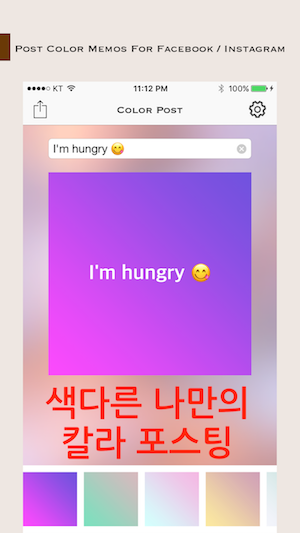 Post Color Memos For Facebook / Instagram
KT 11:12 PM 100%
Color Post
I'm hungry 😋
I'm hungry 😋
색다른 나만의
칼라 포스팅